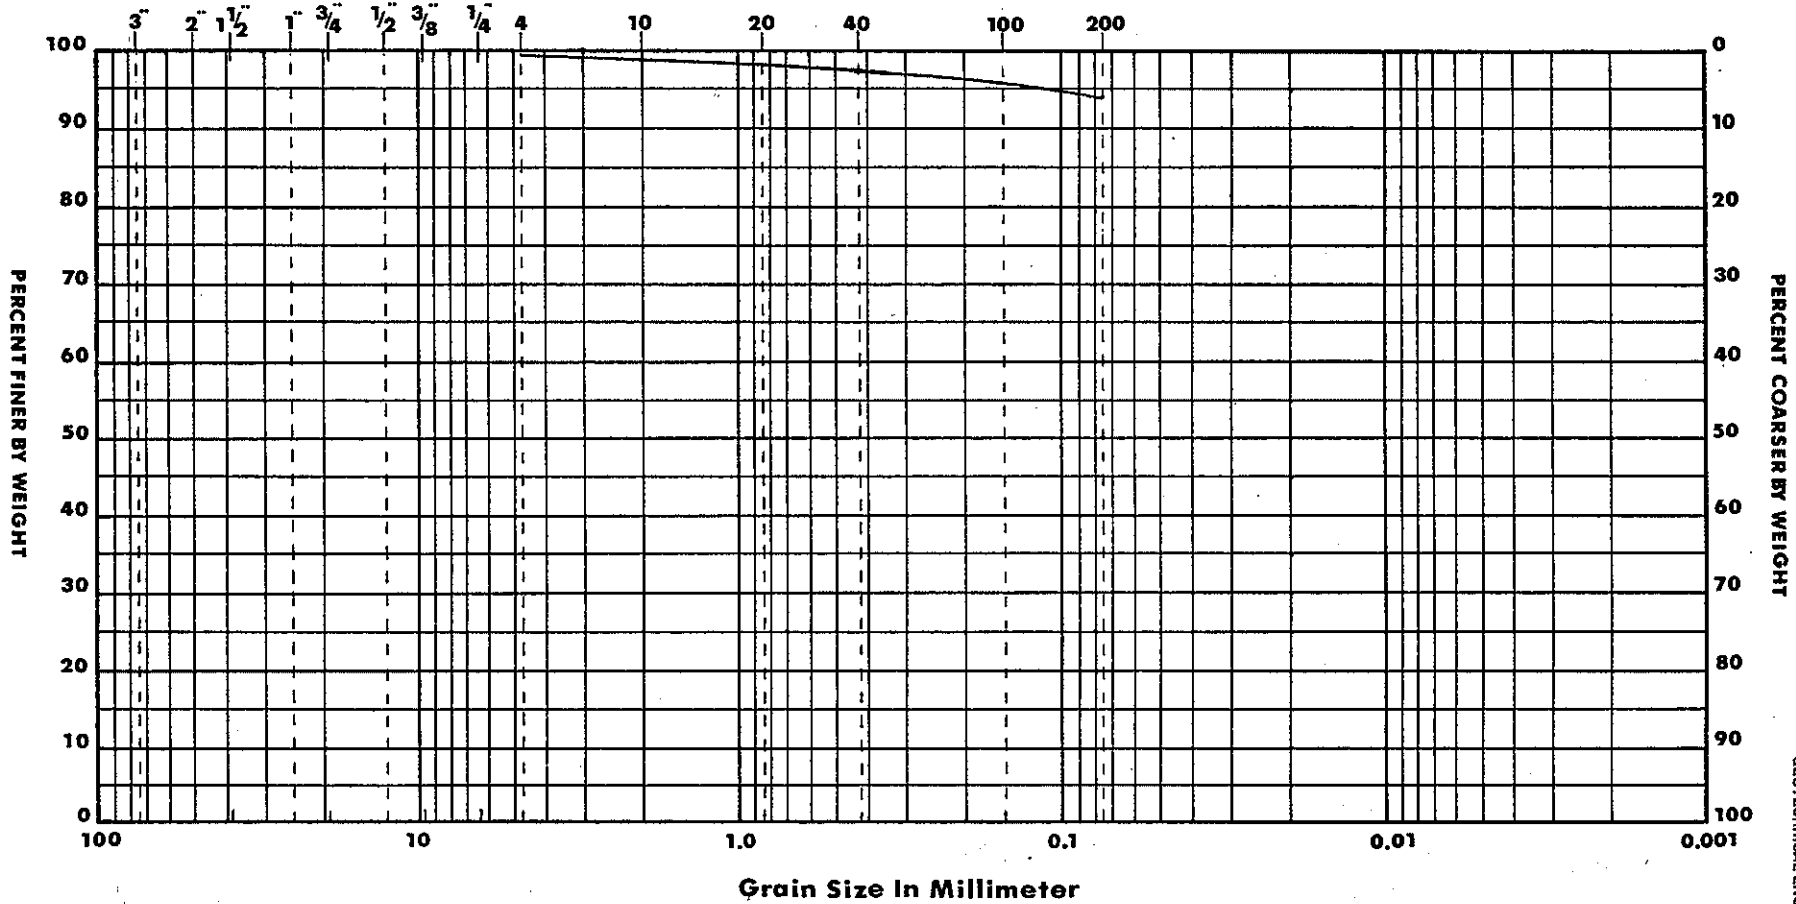 3" 2" 1½" 1" ¾" ½" ⅜" ¼" 4 10 20 40 100 200
100 0
90 10
80 20
70 30
60 40
50 50
40 60
30 70
20 80
10 90
0 100
PERCENT FINER BY WEIGHT
PERCENT COARSER BY WEIGHT
100 10 1.0 0.1 0.01 0.001
Grain Size In Millimeter